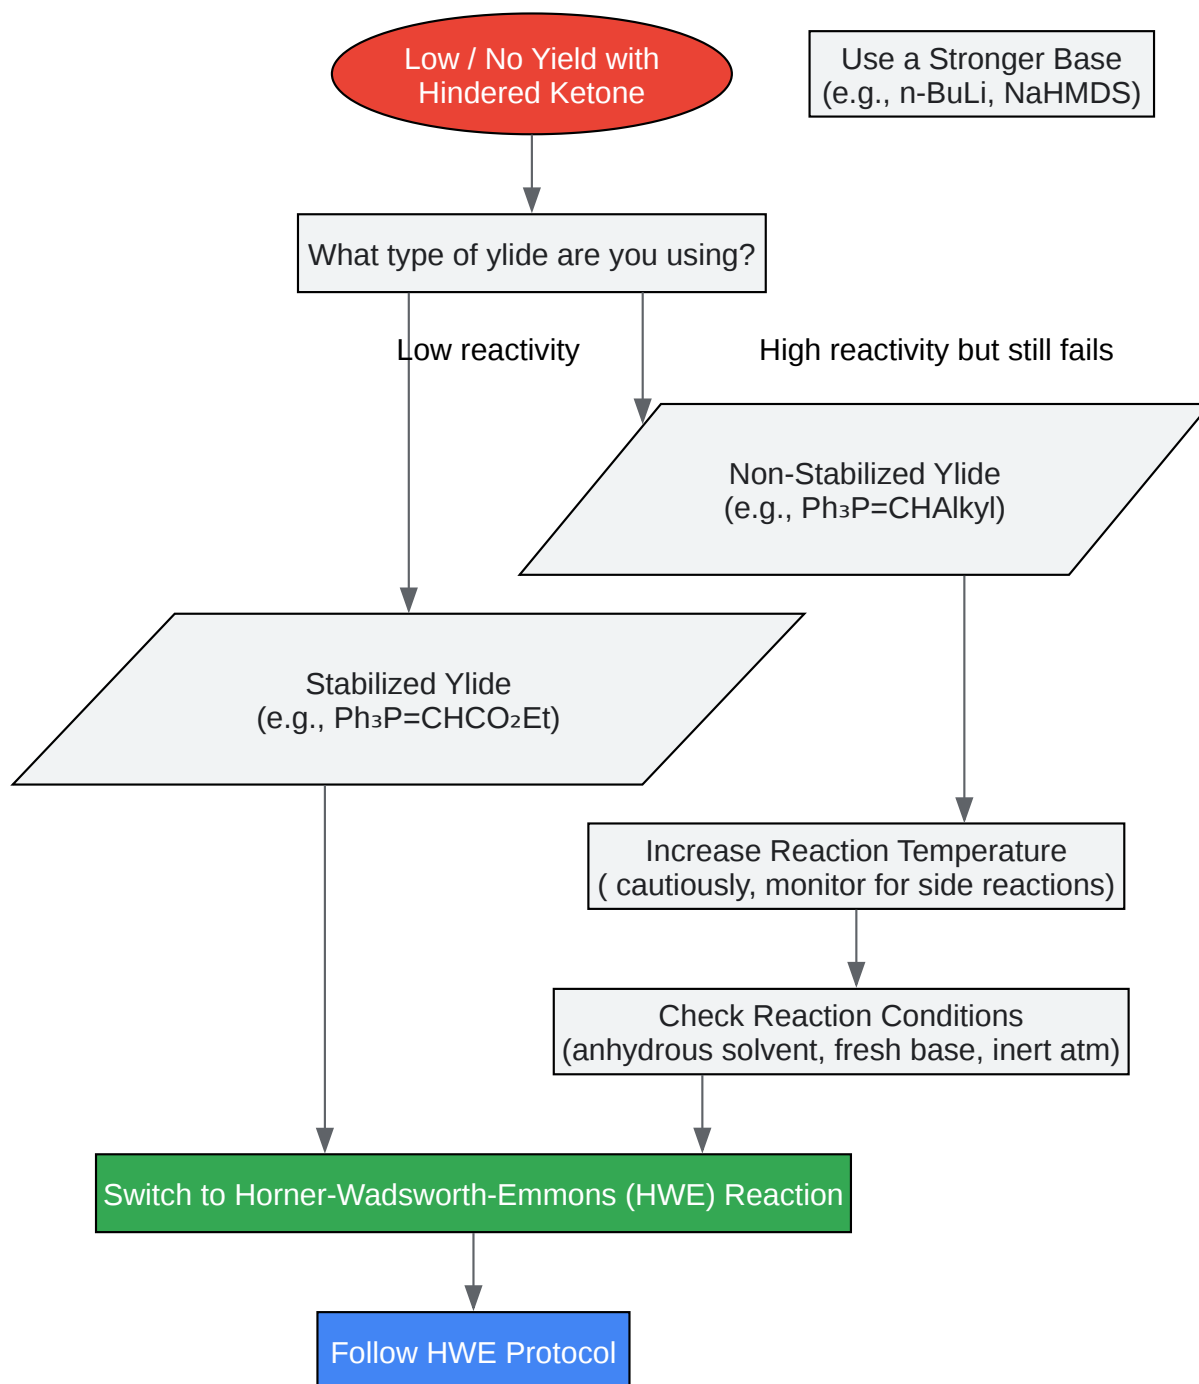 Low / No Yield with
Hindered Ketone
Use a Stronger Base
(e.g., n-BuLi, NaHMDS)
What type of ylide are you using?
Low reactivity
High reactivity but still fails
Non-Stabilized Ylide
(e.g., Ph₃P=CHAlkyl)
Stabilized Ylide
(e.g., Ph₃P=CHCO₂Et)
Increase Reaction Temperature
( cautiously, monitor for side reactions)
Check Reaction Conditions
(anhydrous solvent, fresh base, inert atm)
Switch to Horner-Wadsworth-Emmons (HWE) Reaction
Follow HWE Protocol